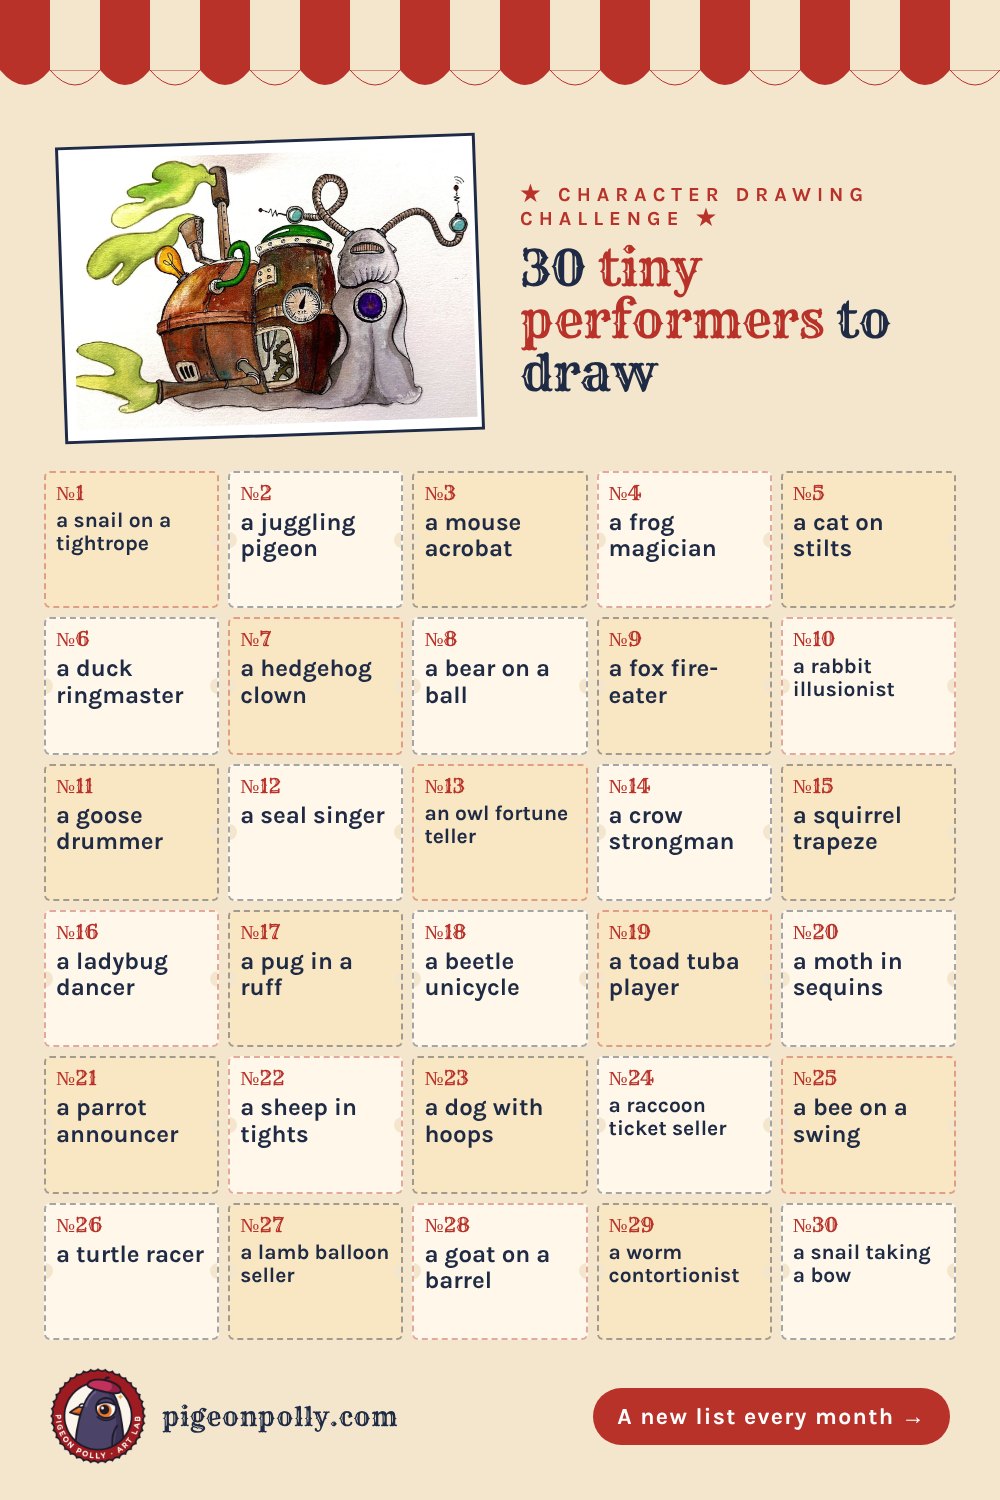 ★ CHARACTER DRAWING
CHALLENGE ★
30 tiny
performers to
draw
№1
a snail on a
tightrope
№2
a juggling
pigeon
№3
a mouse
acrobat
№4
a frog
magician
№5
a cat on
stilts
№6
a duck
ringmaster
№7
a hedgehog
clown
№8
a bear on a
ball
№9
a fox fire-
eater
№10
a rabbit
illusionist
№11
a goose
drummer
№12
a seal singer
№13
an owl fortune
teller
№14
a crow
strongman
№15
a squirrel
trapeze
№16
a ladybug
dancer
№17
a pug in a
ruff
№18
a beetle
unicycle
№19
a toad tuba
player
№20
a moth in
sequins
№21
a parrot
announcer
№22
a sheep in
tights
№23
a dog with
hoops
№24
a raccoon
ticket seller
№25
a bee on a
swing
№26
a turtle racer
№27
a lamb balloon
seller
№28
a goat on a
barrel
№29
a worm
contortionist
№30
a snail taking
a bow
PIGEON POLLY · ART LAB
pigeonpolly.com
A new list every month →